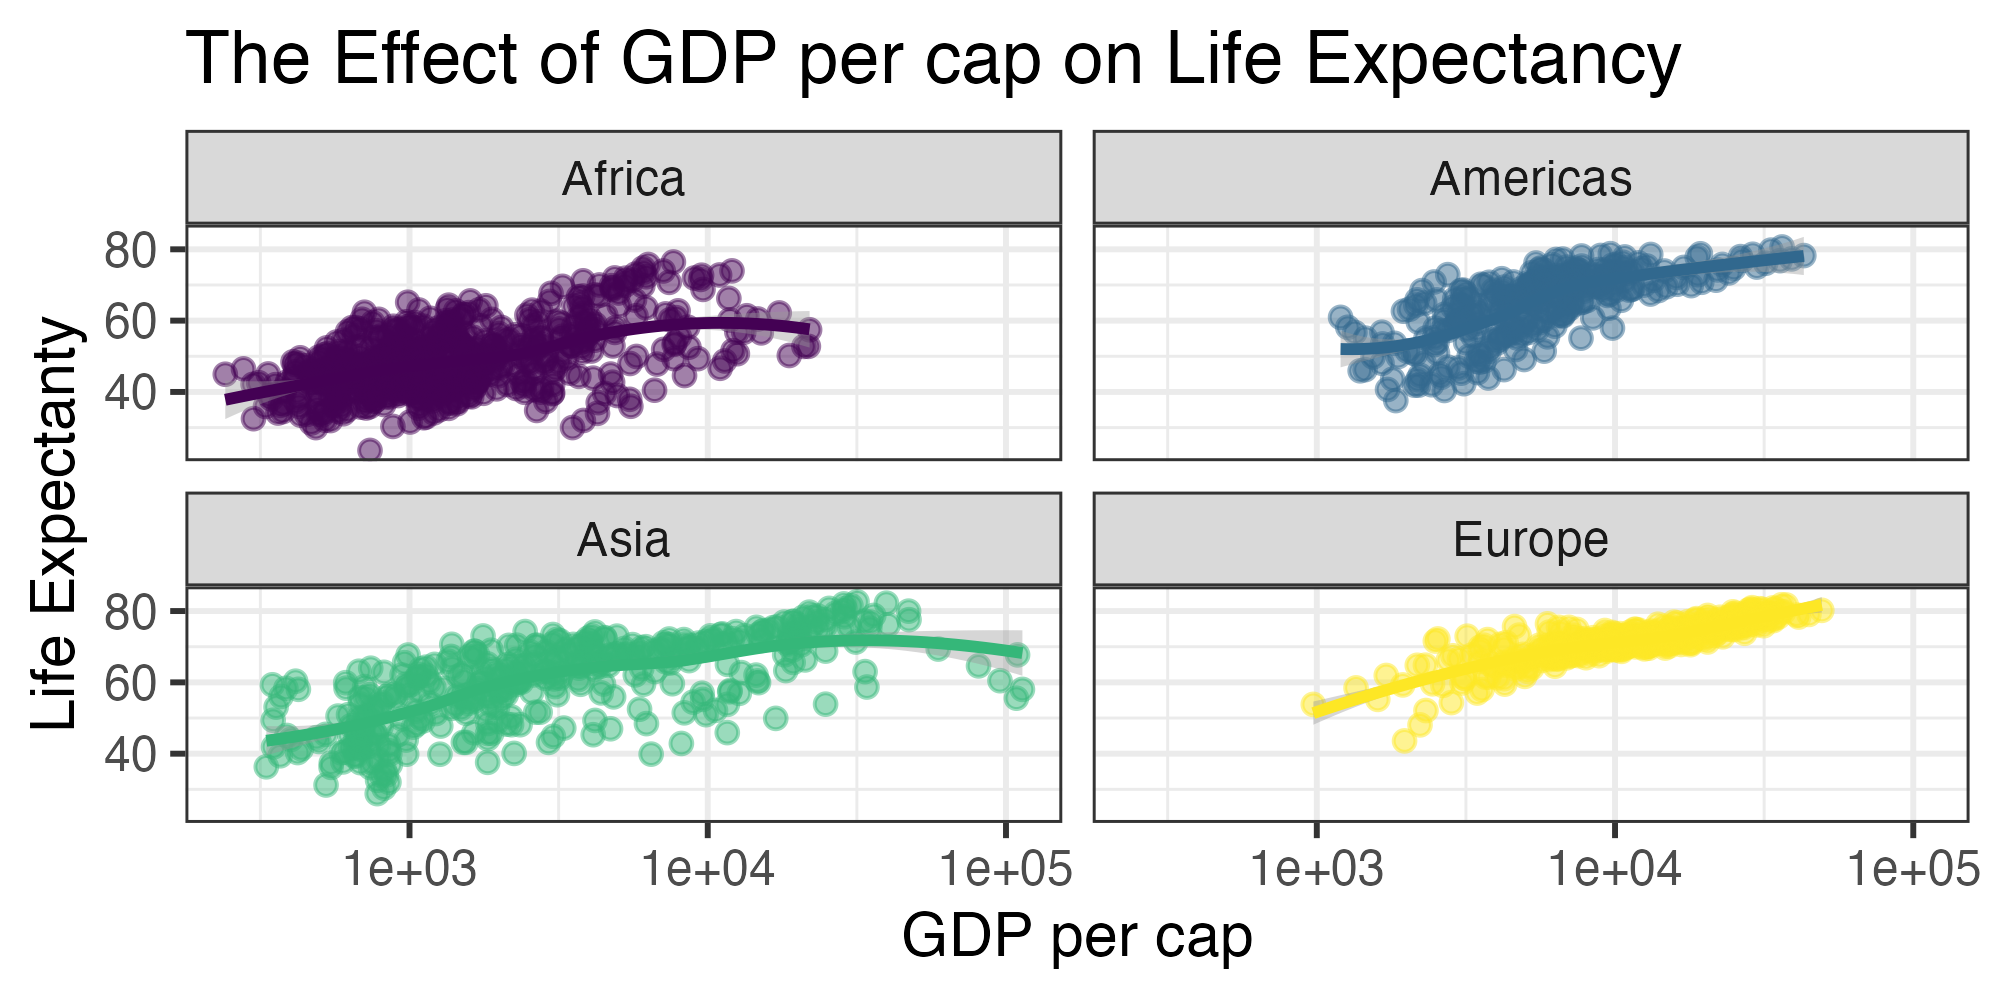 The Effect of GDP per cap on Life Expectancy
Africa
Americas
80
60
40
Life Expectanty
Asia
Europe
80
60
40
1e+03
1e+04
1e+05
1e+03
1e+04
1e+05
GDP per cap